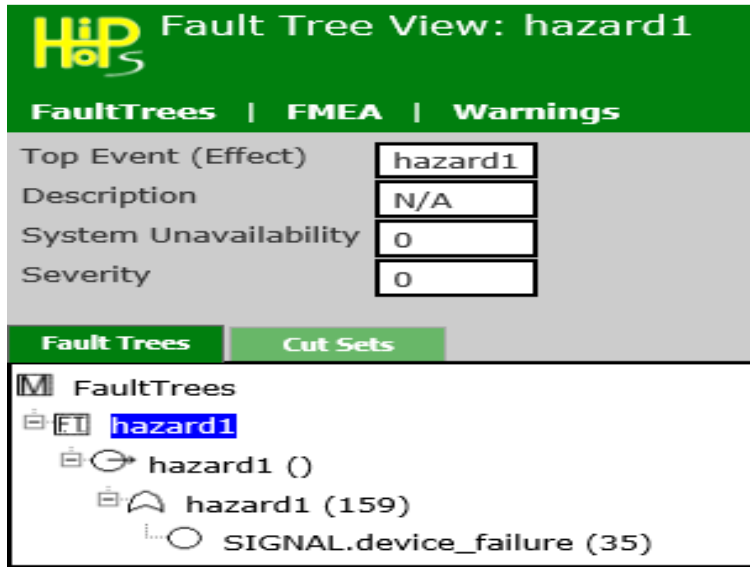 HiP HOPS
Fault Tree View: hazard1
FaultTrees | FMEA | Warnings
Top Event (Effect) hazard1
Description N/A
System Unavailability 0
Severity 0
Fault Trees Cut Sets
M FaultTrees
FT hazard1
hazard1 ()
hazard1 (159)
SIGNAL.device_failure (35)